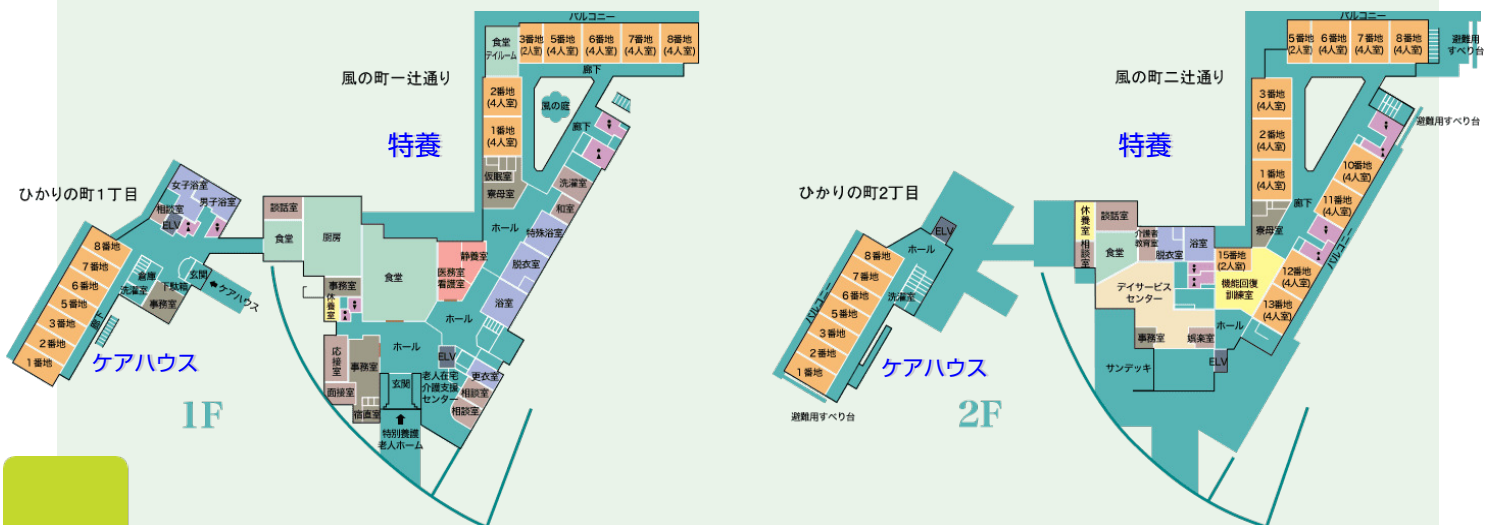 バルコニー
食堂
デイルーム
3番地
(2人室)
5番地
(4人室)
6番地
(4人室)
7番地
(4人室)
8番地
(4人室)
風の町一辻通り
廊下
2番地
(4人室)
風の庭
廊下
特養
1番地
(4人室)
仮眠室
寮母室
洗濯室
和室
ホール
特殊浴室
脱衣室
浴室
ひかりの町1丁目
女子浴室
男子浴室
相談室
ELV
談話室
食堂
厨房
食堂
静養室
医務室
看護室
ホール
8番地
7番地
6番地
5番地
3番地
2番地
1番地
倉庫
洗濯室
下駄箱
玄関
事務室
←ケアハウス
廊下
ケアハウス
事務室
休養室
応接室
事務室
ホール
ELV
面接室
宿直室
玄関
老人在宅
介護支援
センター
更衣室
相談室
相談室
特別養護
老人ホーム
1F
バルコニー
5番地
(2人室)
6番地
(4人室)
7番地
(4人室)
8番地
(4人室)
避難用
すべり台
風の町二辻通り
3番地
(4人室)
避難用すべり台
特養
2番地
(4人室)
1番地
(4人室)
10番地
(4人室)
11番地
(4人室)
廊下
寮母室
バルコニー
ひかりの町2丁目
ELV
ホール
休養室
談話室
相談室
食堂
介護者
教育室
脱衣室
浴室
15番地
(2人室)
12番地
(4人室)
機能回復
訓練室
13番地
(4人室)
デイサービス
センター
8番地
7番地
6番地
5番地
3番地
2番地
1番地
洗濯室
バルコニー
ケアハウス
事務室
娯楽室
ホール
ELV
サンデッキ
避難用すべり台
2F